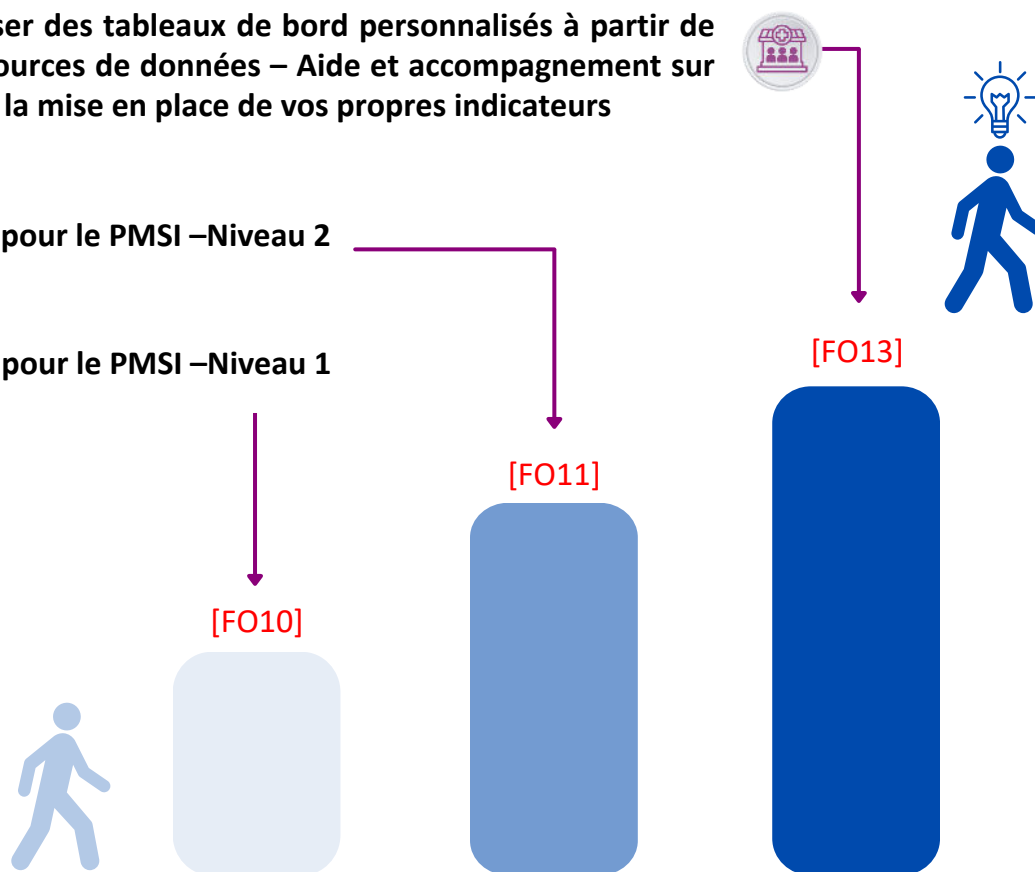 ser des tableaux de bord personnalisés à partir de
ources de données – Aide et accompagnement sur
la mise en place de vos propres indicateurs
pour le PMSI –Niveau 2
pour le PMSI –Niveau 1
[FO13]
[FO11]
[FO10]